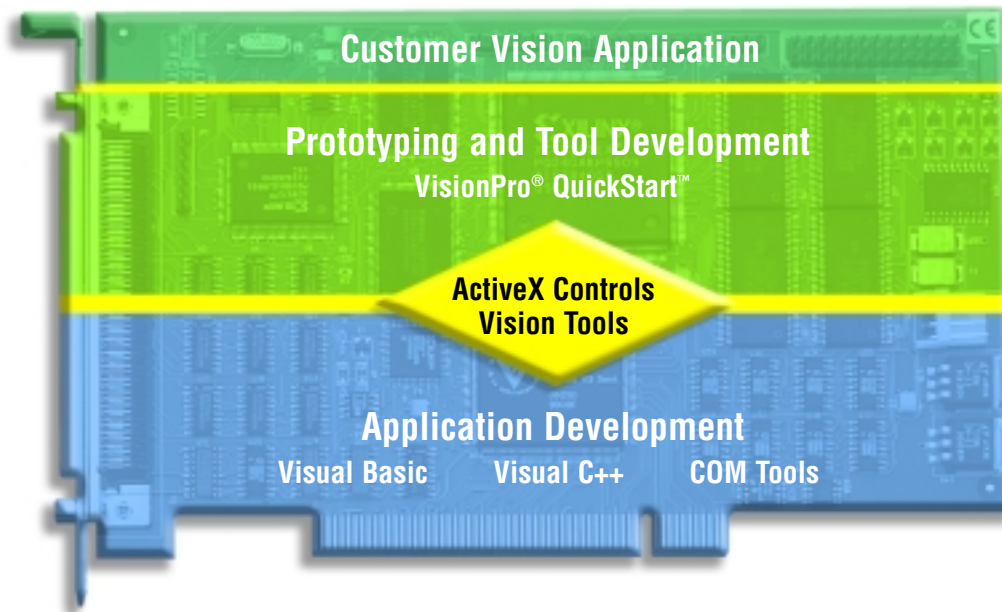 Customer Vision Application
Prototyping and Tool Development
VisionPro® QuickStart™
ActiveX Controls
Vision Tools
Application Development
Visual Basic Visual C++ COM Tools
CE